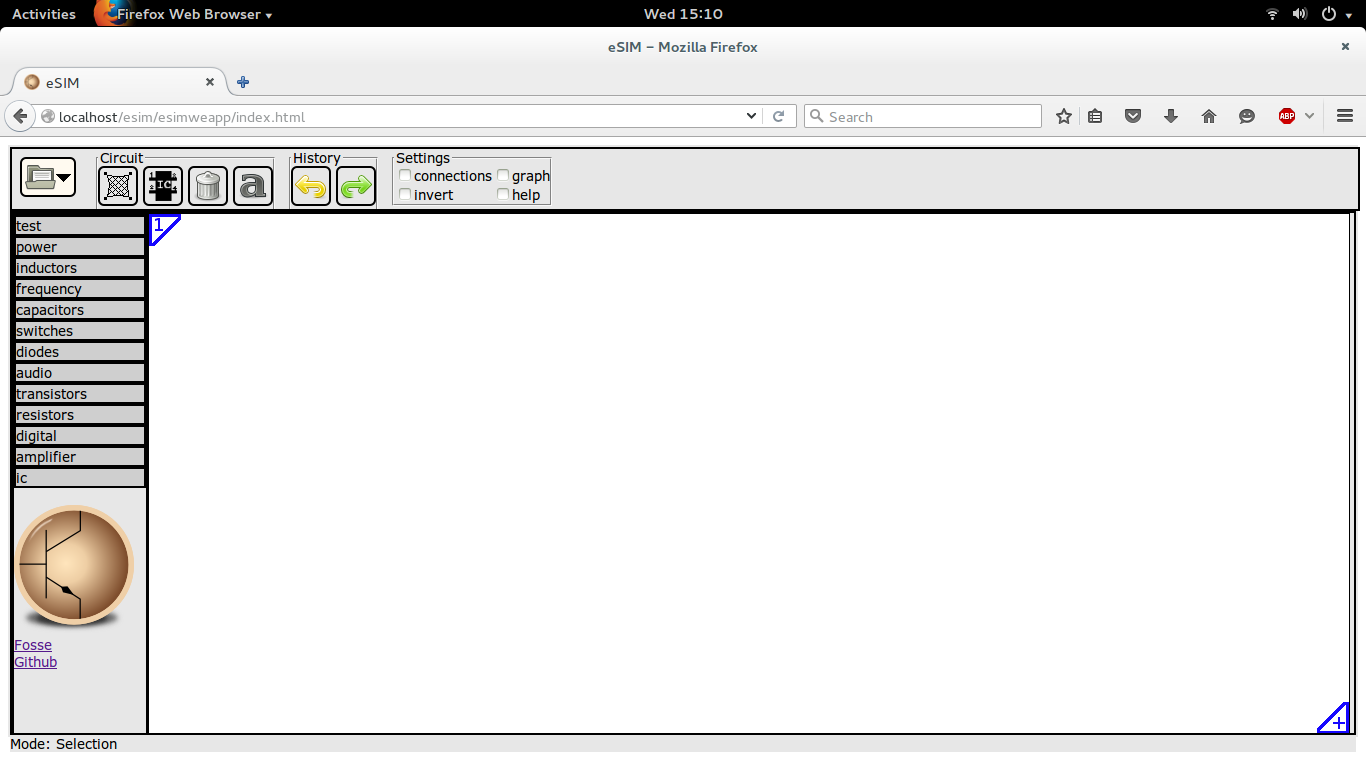 Activities Firefox Web Browser Wed 15:10
eSIM - Mozilla Firefox
eSIM
localhost/esim/esimweapp/index.html Search ABP
Circuit History Settings
IC a connections graph
invert help
test 1
power
inductors
frequency
capacitors
switches
diodes
audio
transistors
resistors
digital
amplifier
ic
Fosse
Github
+
Mode: Selection